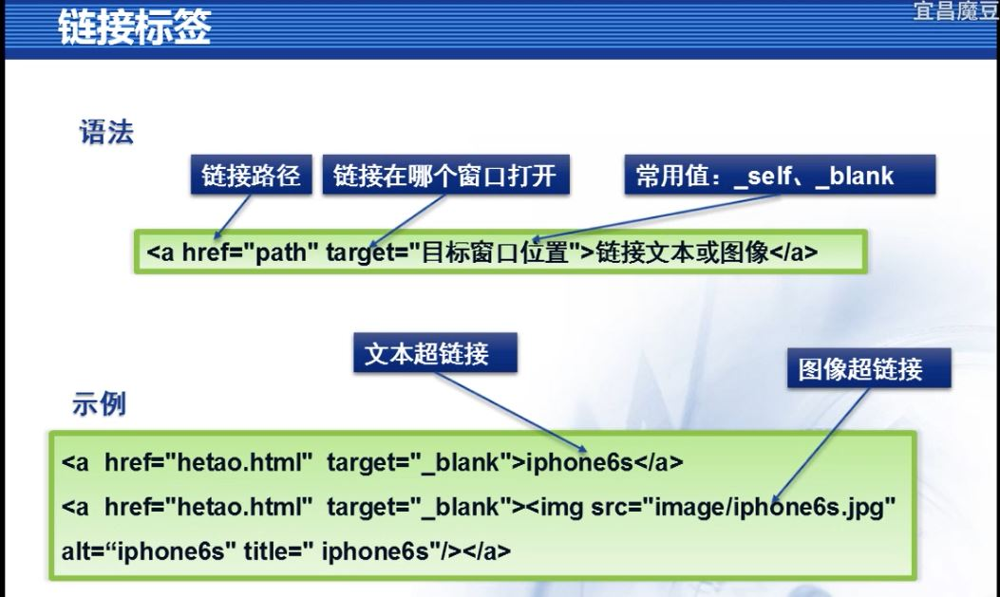 宜昌魔豆
链接标签
语法
链接路径
链接在哪个窗口打开
常用值：_self、_blank
<a href="path" target="目标窗口位置">链接文本或图像</a>
文本超链接
图像超链接
示例
<a  href="hetao.html"  target="_blank">iphone6s</a>
<a  href="hetao.html"  target="_blank"><img src="image/iphone6s.jpg"
alt=“iphone6s" title=" iphone6s"/></a>